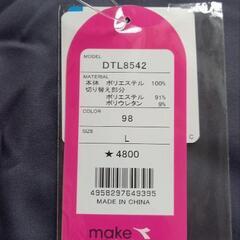 MODEL
DTL8542
MATERIAL
本体 ポリエステル 100%
切り替え部分
ポリエステル 91%
ポリウレタン 9%
COLOR
98
SIZE
L
★4800
4958297649395
MADE IN CHINA
make
C